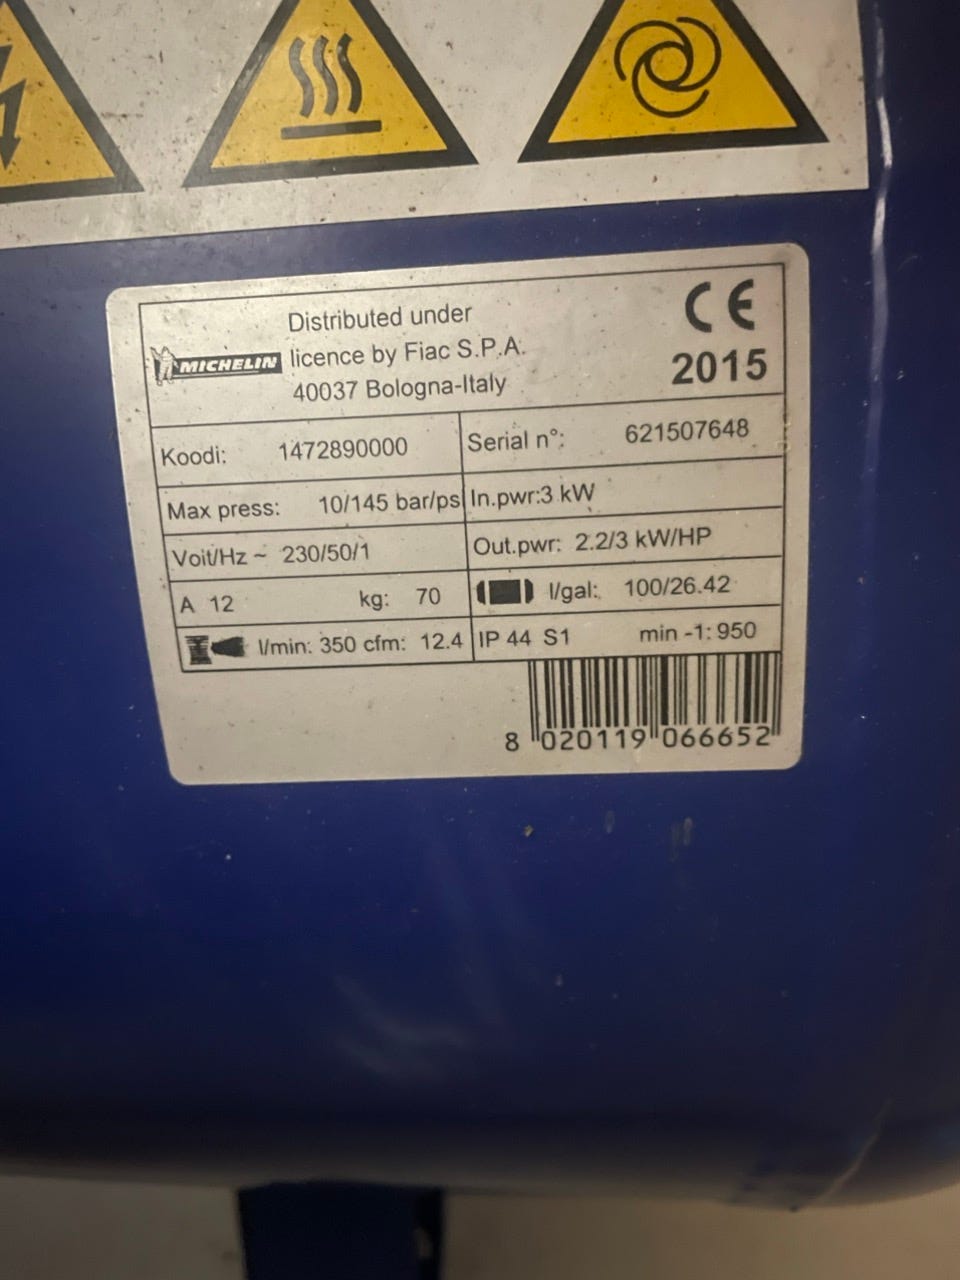 Distributed under
MICHELIN licence by Fiac S.P.A.
40037 Bologna-Italy
CE
2015
Koodi: 1472890000 Serial n°: 621507648
Max press: 10/145 bar/ps In.pwr:3 kW
Voit/Hz ~ 230/50/1 Out.pwr: 2.2/3 kW/HP
A 12 kg: 70 l/gal: 100/26.42
l/min: 350 cfm: 12.4 IP 44 S1 min -1: 950
8 020119 066652